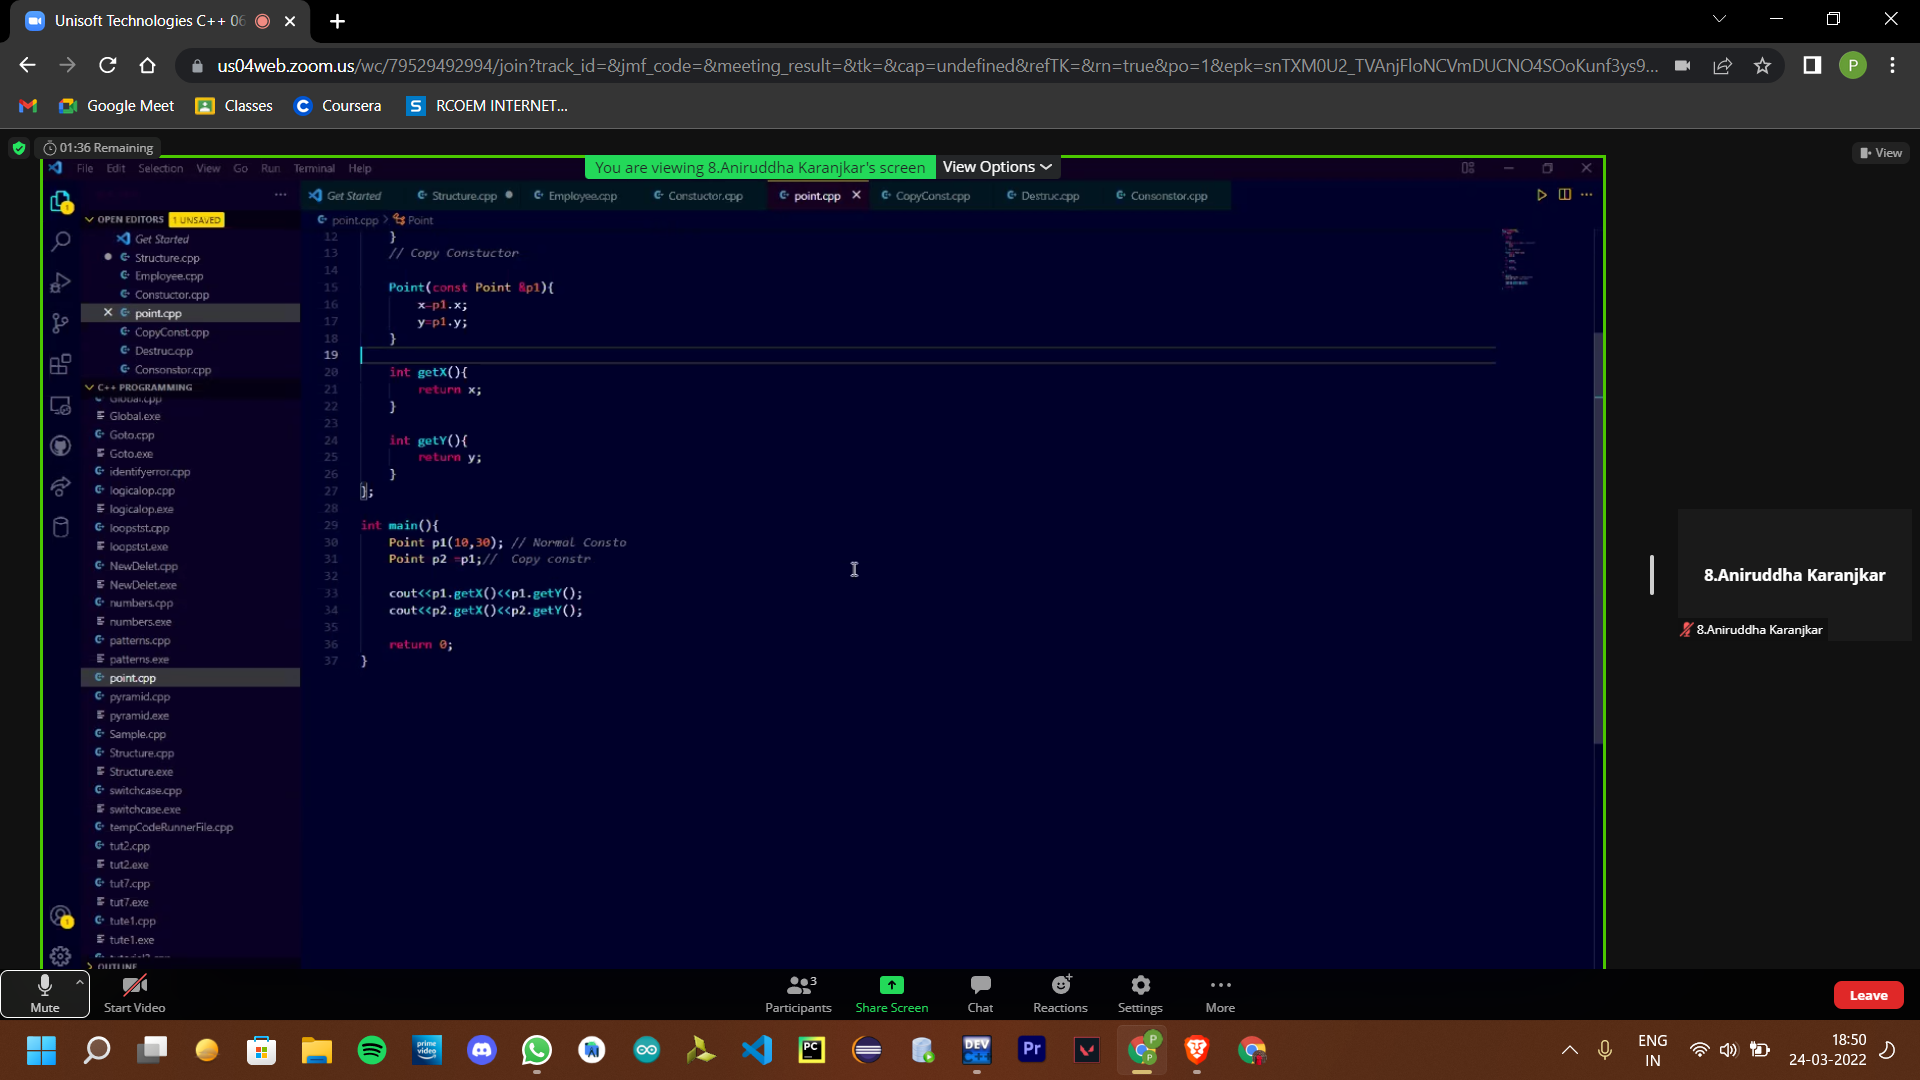 Unisoft Technologies C++ 06
us04web.zoom.us/wc/79529492994/join?track_id=&jmf_code=&meeting_result=&tk=&cap=undefined&refTK=&rn=true&po=1&epk=snTXM0U2_TVAnjFIoNCVmDUCNO4SOoKunf3ys9...
P
Google Meet
Classes
Coursera
RCOEM INTERNET...
01:36 Remaining
View
File Edit Selection View Go Run Terminal Help
You are viewing 8.Aniruddha Karanjkar's screen
View Options
Get Started
Structure.cpp
Employee.cpp
Constuctor.cpp
point.cpp
CopyConst.cpp
Destruc.cpp
Consonstor.cpp
OPEN EDITORS 1 UNSAVED
Get Started
Structure.cpp
Employee.cpp
Constuctor.cpp
point.cpp
CopyConst.cpp
Destruc.cpp
Consonstor.cpp
C++ PROGRAMMING
Global.cpp
Global.exe
Goto.cpp
Goto.exe
identifyerror.cpp
logicalop.cpp
logicalop.exe
loopstst.cpp
loopstst.exe
NewDelet.cpp
NewDelet.exe
numbers.cpp
numbers.exe
patterns.cpp
patterns.exe
point.cpp
pyramid.cpp
pyramid.exe
Sample.cpp
Structure.cpp
Structure.exe
switchcase.cpp
switchcase.exe
tempCodeRunnerFile.cpp
tut2.cpp
tut2.exe
tut7.cpp
tut7.exe
tute1.cpp
tute1.exe
OUTLINE
point.cpp > Point
12 }
13 // Copy Constuctor
14
15 Point(const Point &p1){
16 x=p1.x;
17 y=p1.y;
18 }
19
20 int getX(){
21 return x;
22 }
23
24 int getY(){
25 return y;
26 }
27 };
28
29 int main(){
30 Point p1(10,30); // Normal Consto
31 Point p2 =p1;// Copy constr
32
33 cout<<p1.getX()<<p1.getY();
34 cout<<p2.getX()<<p2.getY();
35
36 return 0;
37 }
8.Aniruddha Karanjkar
8.Aniruddha Karanjkar
Mute
Start Video
Participants 3
Share Screen
Chat
Reactions
Settings
More
Leave
prime video
PC
DEV C++
Pr
P
P
ENG
IN
18:50
24-03-2022